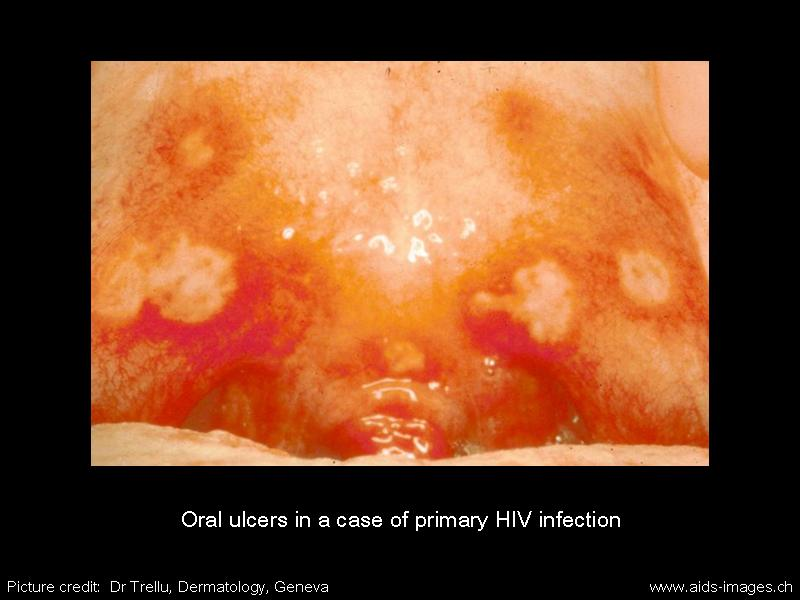 Oral ulcers in a case of primary HIV infection
Picture credit: Dr Trellu, Dermatology, Geneva
www.aids-images.ch